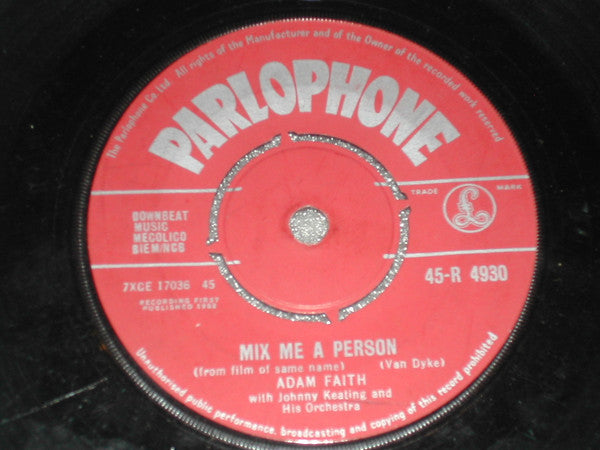 The Parlophone Co Ltd. All rights of the Manufacturer and of the Owner of the recorded work reserved
PARLOPHONE
TRADE MARK
£
DOWNBEAT
MUSIC
MECOLICO
BIEM/NCB
7XCE 17036 45
RECORDING FIRST
PUBLISHED 1962
45-R 4930
MIX ME A PERSON
(from film of same name) (Van Dyke)
ADAM FAITH
with Johnny Keating and
His Orchestra
Unauthorised public performance, broadcasting and copying of this record prohibited